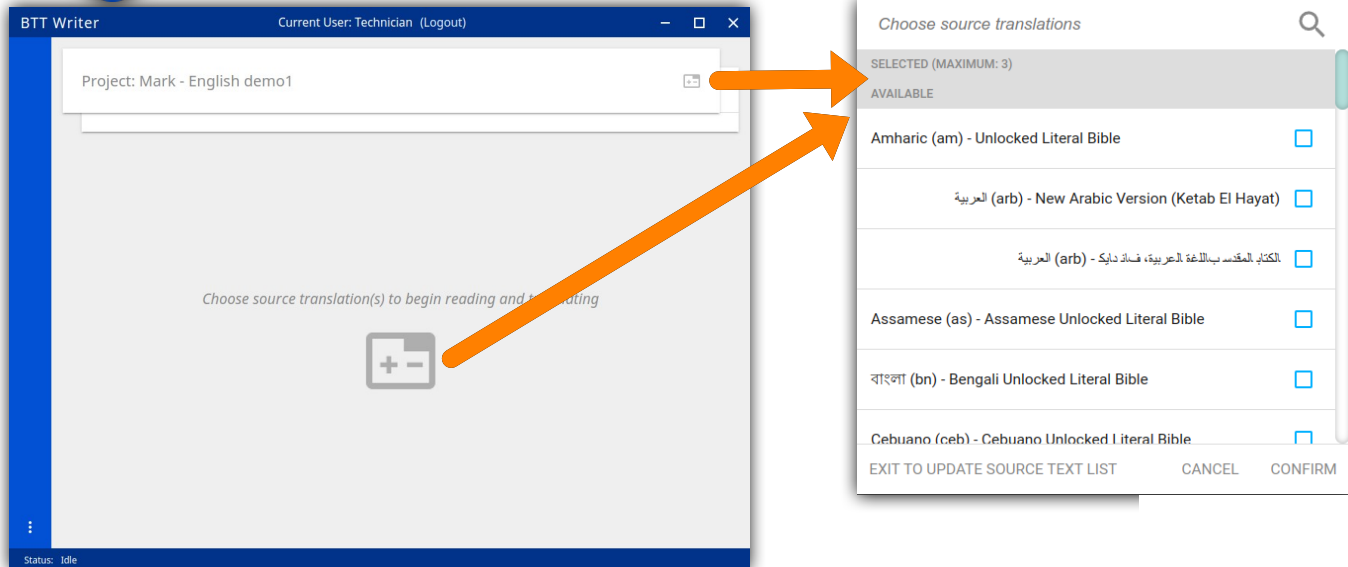 BTT Writer
Current User: Technician (Logout)
Project: Mark - English demo1
Choose source translation(s) to begin reading and translating
Status: Idle
Choose source translations
SELECTED (MAXIMUM: 3)
AVAILABLE
Amharic (am) - Unlocked Literal Bible
العربية (arb) - New Arabic Version (Ketab El Hayat)
العربية (arb) - الكتاب المقدس باللغة العربية، فان دايك
Assamese (as) - Assamese Unlocked Literal Bible
বাংলা (bn) - Bengali Unlocked Literal Bible
Cebuano (ceb) - Cebuano Unlocked Literal Bible
EXIT TO UPDATE SOURCE TEXT LIST
CANCEL
CONFIRM